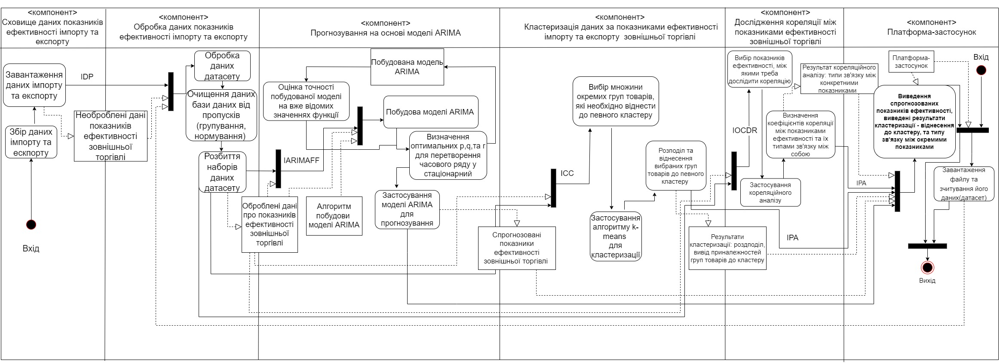 <компонент>
Сховище даних показників
ефективності імпорту та
експорту
<компонент>
Обробка даних показників
ефективності імпорту та експорту
<компонент>
Прогнозування на основі моделі ARIMA
<компонент>
Кластеризація даних за показниками ефективності
імпорту та експорту зовнішньої торгівлі
<компонент>
Дослідження кореляції між
показниками ефективності
зовнішньої торгівлі
<компонент>
Платформа-застосунок
Завантаження
даних імпорту
та експорту
IDP
Необроблені дані
показників
ефективності
зовнішньої
торгівлі
Збір даних
імпорту та
ескпорту
Вхід
Обробка
даних
датасету
Очищення даних
бази даних від
пропусків
(групування,
нормування)
Розбиття
наборів
даних
датасету
Оброблені дані
про показників
ефективності
зовнішньої
торгівлі
IARIMAFF
Побудована модель
ARIMA
Оцінка точності
побудованої моделі
на вже відомих
значеннях функції
Побудова моделі ARIMA
Визначення
оптимальних p,q,та r
для перетворення
часового ряду у
стаціонарний
Алгоритм
побудови
моделі ARIMA
Застосування
моделі ARIMA
для
прогнозування
Спрогнозовані
показники
ефективності
зовнішньої торгівлі
ICC
Вибір множини
окремих груп товарів,
які необхідно віднести
до певного кластеру
Застосування
алгоритму k-
means
для
кластеризації
Розподіл та
віднесення
вибраних груп
товарів до певного
кластеру
Результати
кластеризації: роздподіл,
вивід приналежностей
груп товарів до кластеру
IOCDR
Вибір показників
ефективності, між
якими треба
дослідити кореляцію
Застосування
кореляційного
аналізу
Визначення
коефіцієнтів кореляції
між показниками
ефективності та їх
типами зв'язку між
собою
Результат кореляційного
аналізу: типи зв'язку між
конкретними
показниками
IPA
IPA
Платформа-
застосунок
Вхід
Виведення
спрогнозованих
показників ефективності,
виведені результати
кластеризації - віднесення
до кластеру, та типу
зв'язку між окремими
показниками
Завантаження
файлу та
зчитування його
даних(датасет)
Вихід